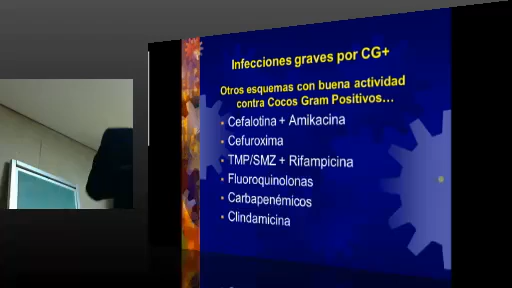 Infecciones graves por CG+
Otros esquemas con buena actividad
contra Cocos Gram Positivos...
Cefalotina + Amikacina
Cefuroxima
TMP/SMZ + Rifampicina
Fluoroquinolonas
Carbapenémicos
Clindamicina